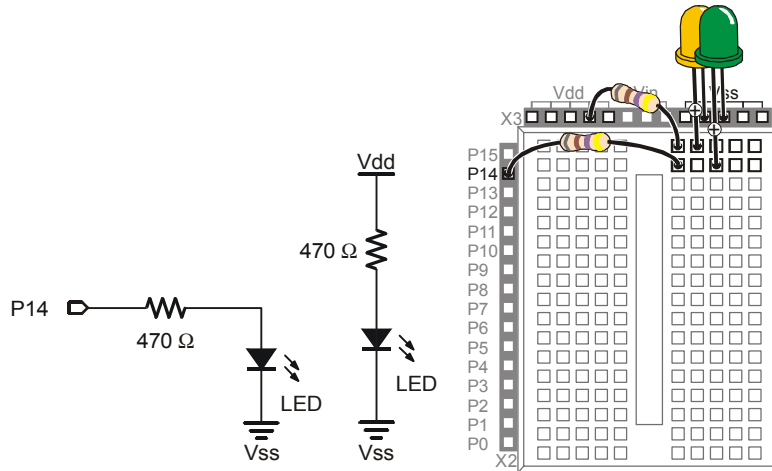 Vdd
470 Ω
P14
470 Ω
LED
LED
Vss
Vss
Vdd
Vin
Vss
X3
P15
P14
P13
P12
P11
P10
P9
P8
P7
P6
P5
P4
P3
P2
P1
P0
X2
+
+